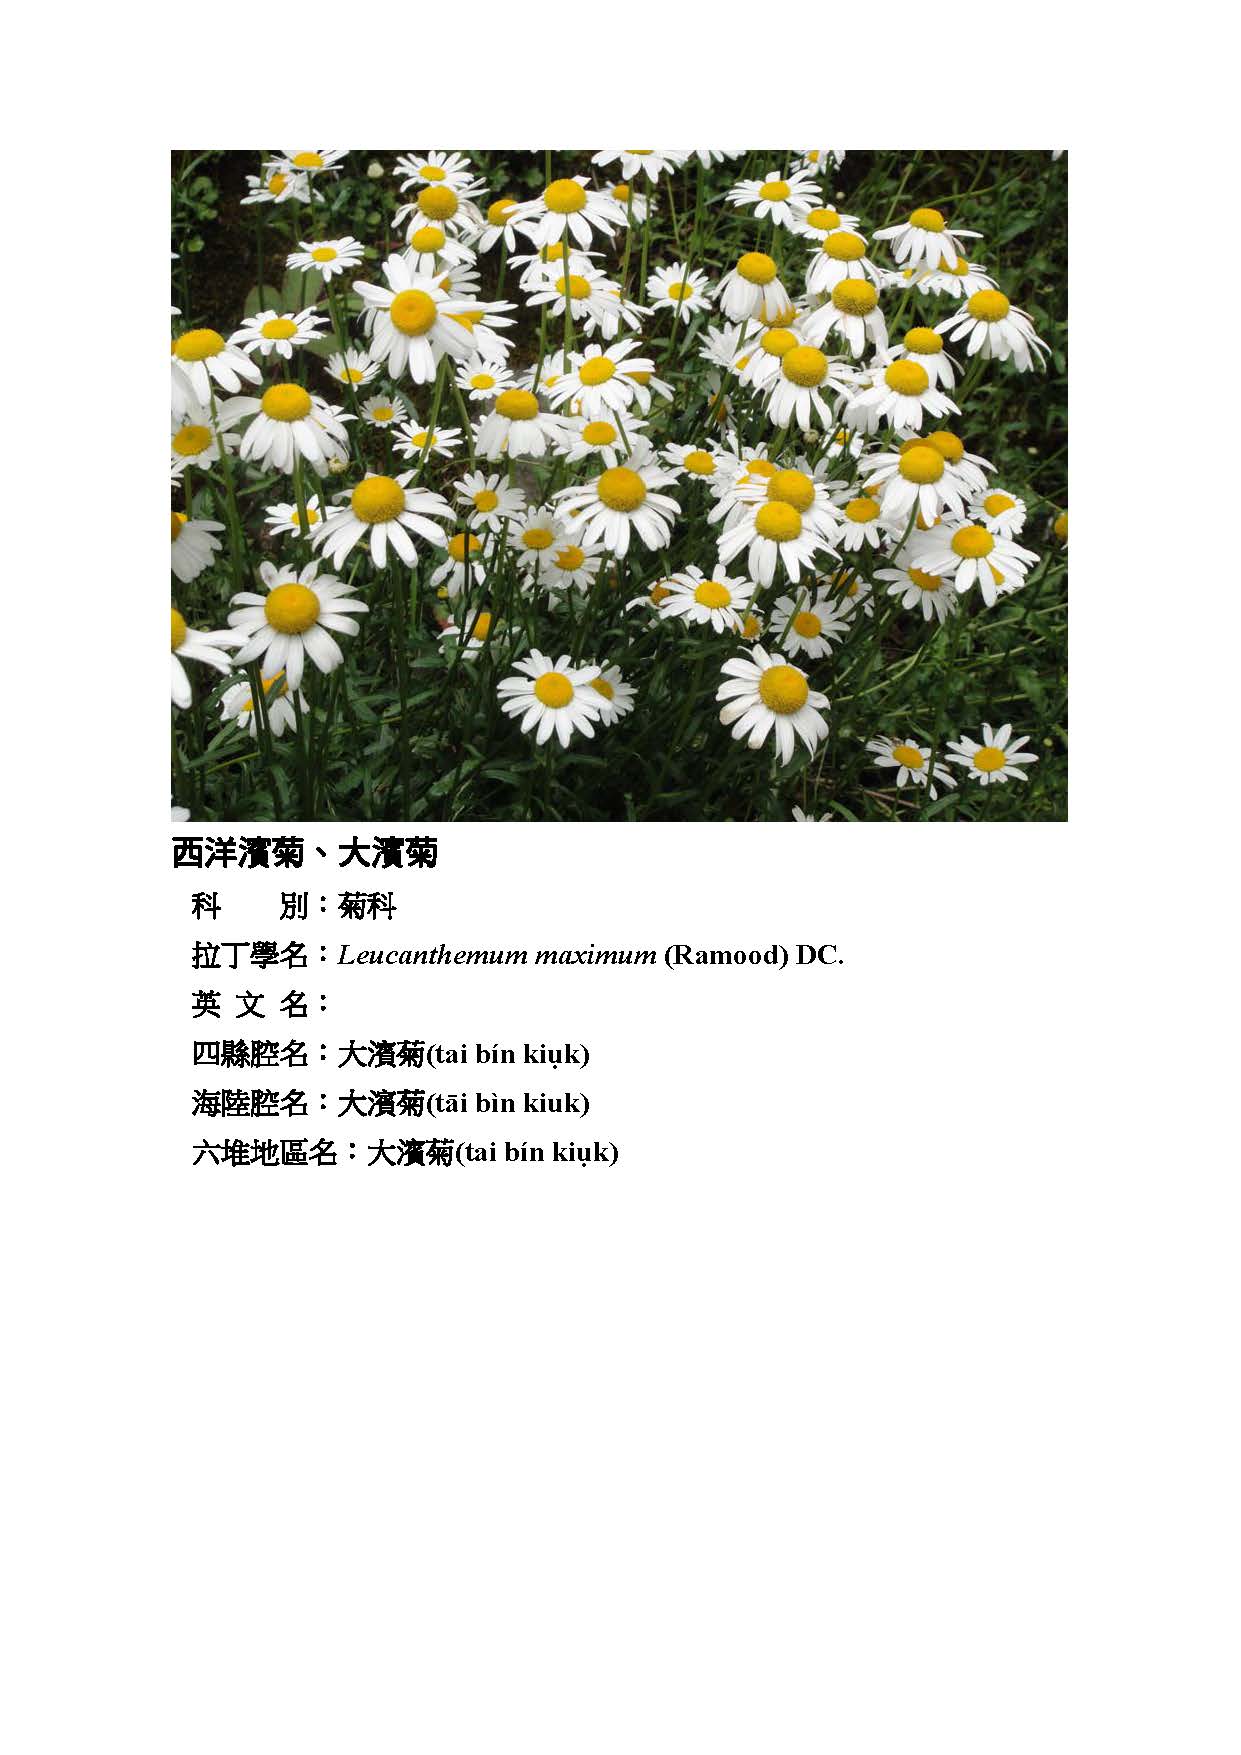 西洋濱菊、大濱菊
科　　別：菊科
拉丁學名：Leucanthemum maximum (Ramood) DC.
英 文 名：
四縣腔名：大濱菊(tai bín kiụk)
海陸腔名：大濱菊(tāi bìn kiuk)
六堆地區名：大濱菊(tai bín kiụk)